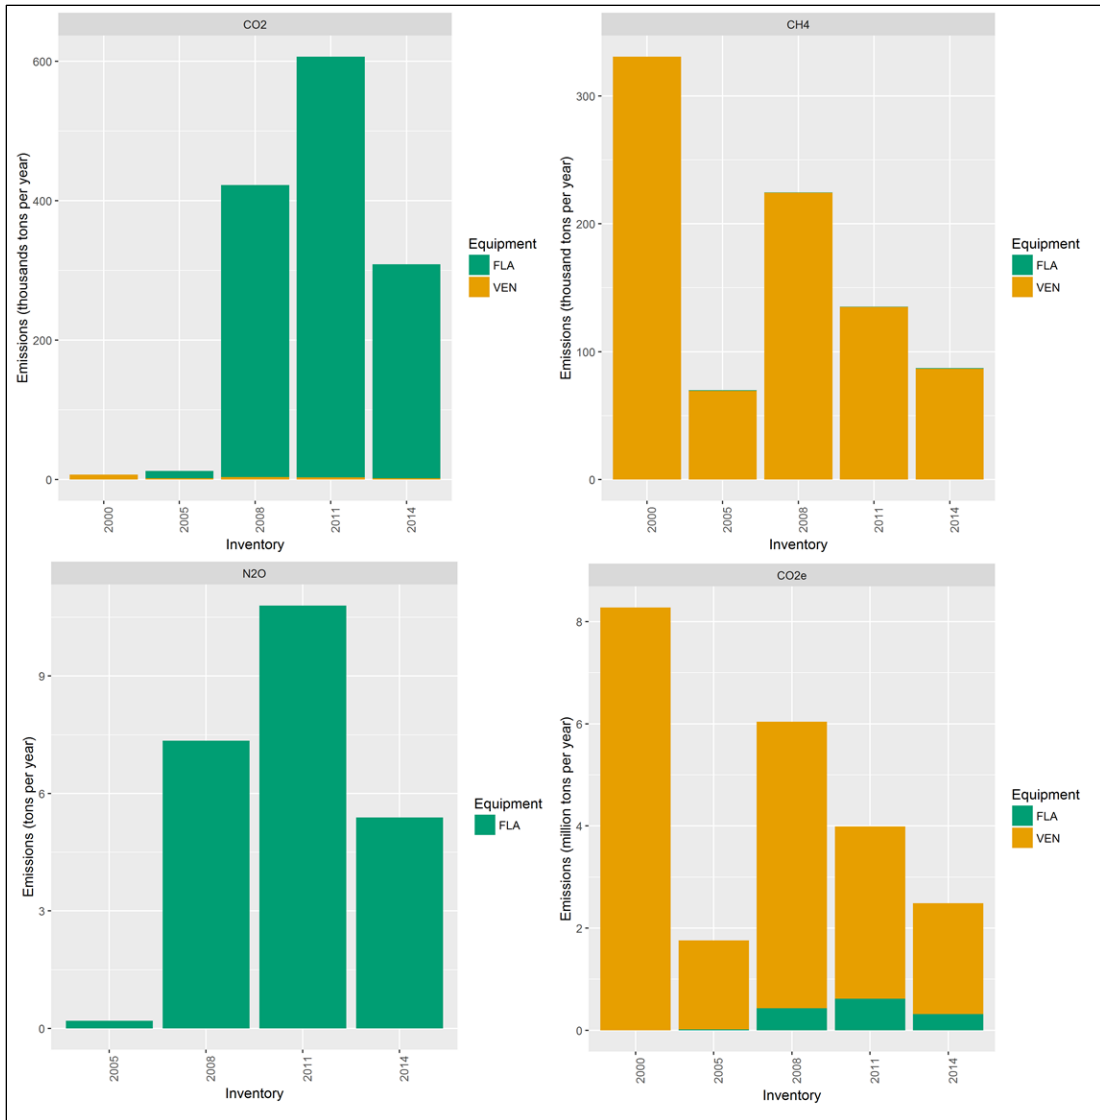 CO2
Emissions (thousands tons per year)
600
400
200
0
2000
2005
2008
2011
2014
Inventory
Equipment
FLA
VEN
CH4
Emissions (thousand tons per year)
300
200
100
0
2000
2005
2008
2011
2014
Inventory
Equipment
FLA
VEN
N2O
Emissions (tons per year)
9
6
3
0
2005
2008
2011
2014
Inventory
Equipment
FLA
CO2e
Emissions (million tons per year)
8
6
4
2
0
2000
2005
2008
2011
2014
Inventory
Equipment
FLA
VEN